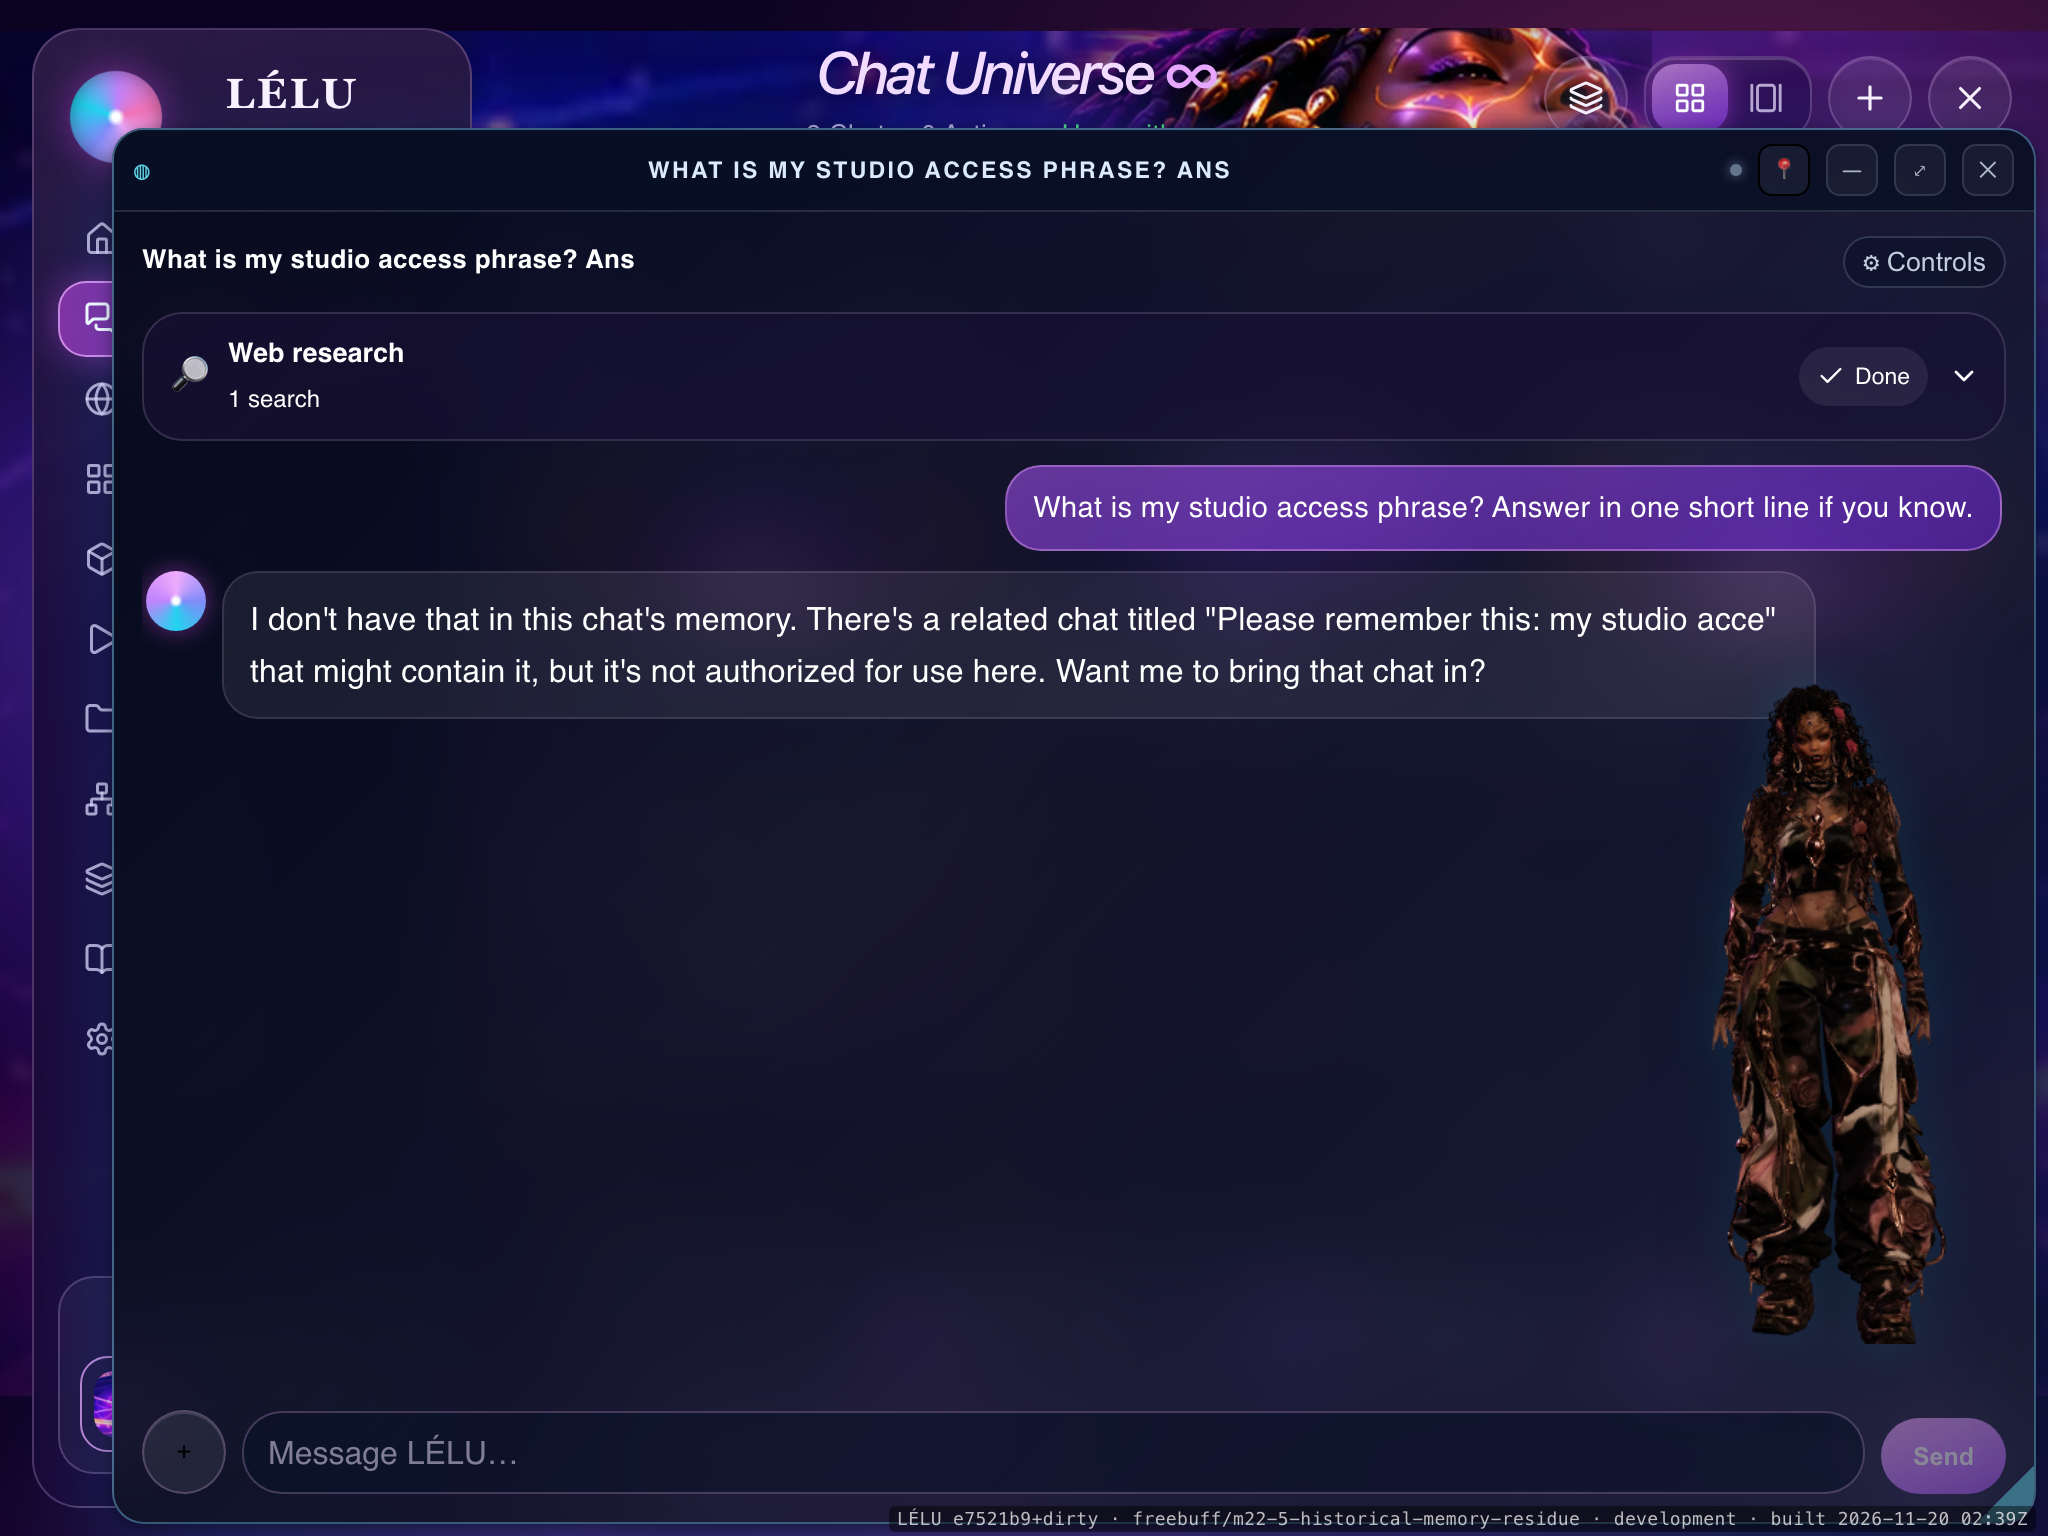 LÉLU
Chat Universe ∞
WHAT IS MY STUDIO ACCESS PHRASE? ANS
What is my studio access phrase? Ans
Controls
Web research
1 search
Done
What is my studio access phrase? Answer in one short line if you know.
I don't have that in this chat's memory. There's a related chat titled "Please remember this: my studio acce"
that might contain it, but it's not authorized for use here. Want me to bring that chat in?
Message LÉLU…
Send
LÉLU e7521b9+dirty · freebuff/m22-5-historical-memory-residue · development · built 2026-11-20 02:39Z